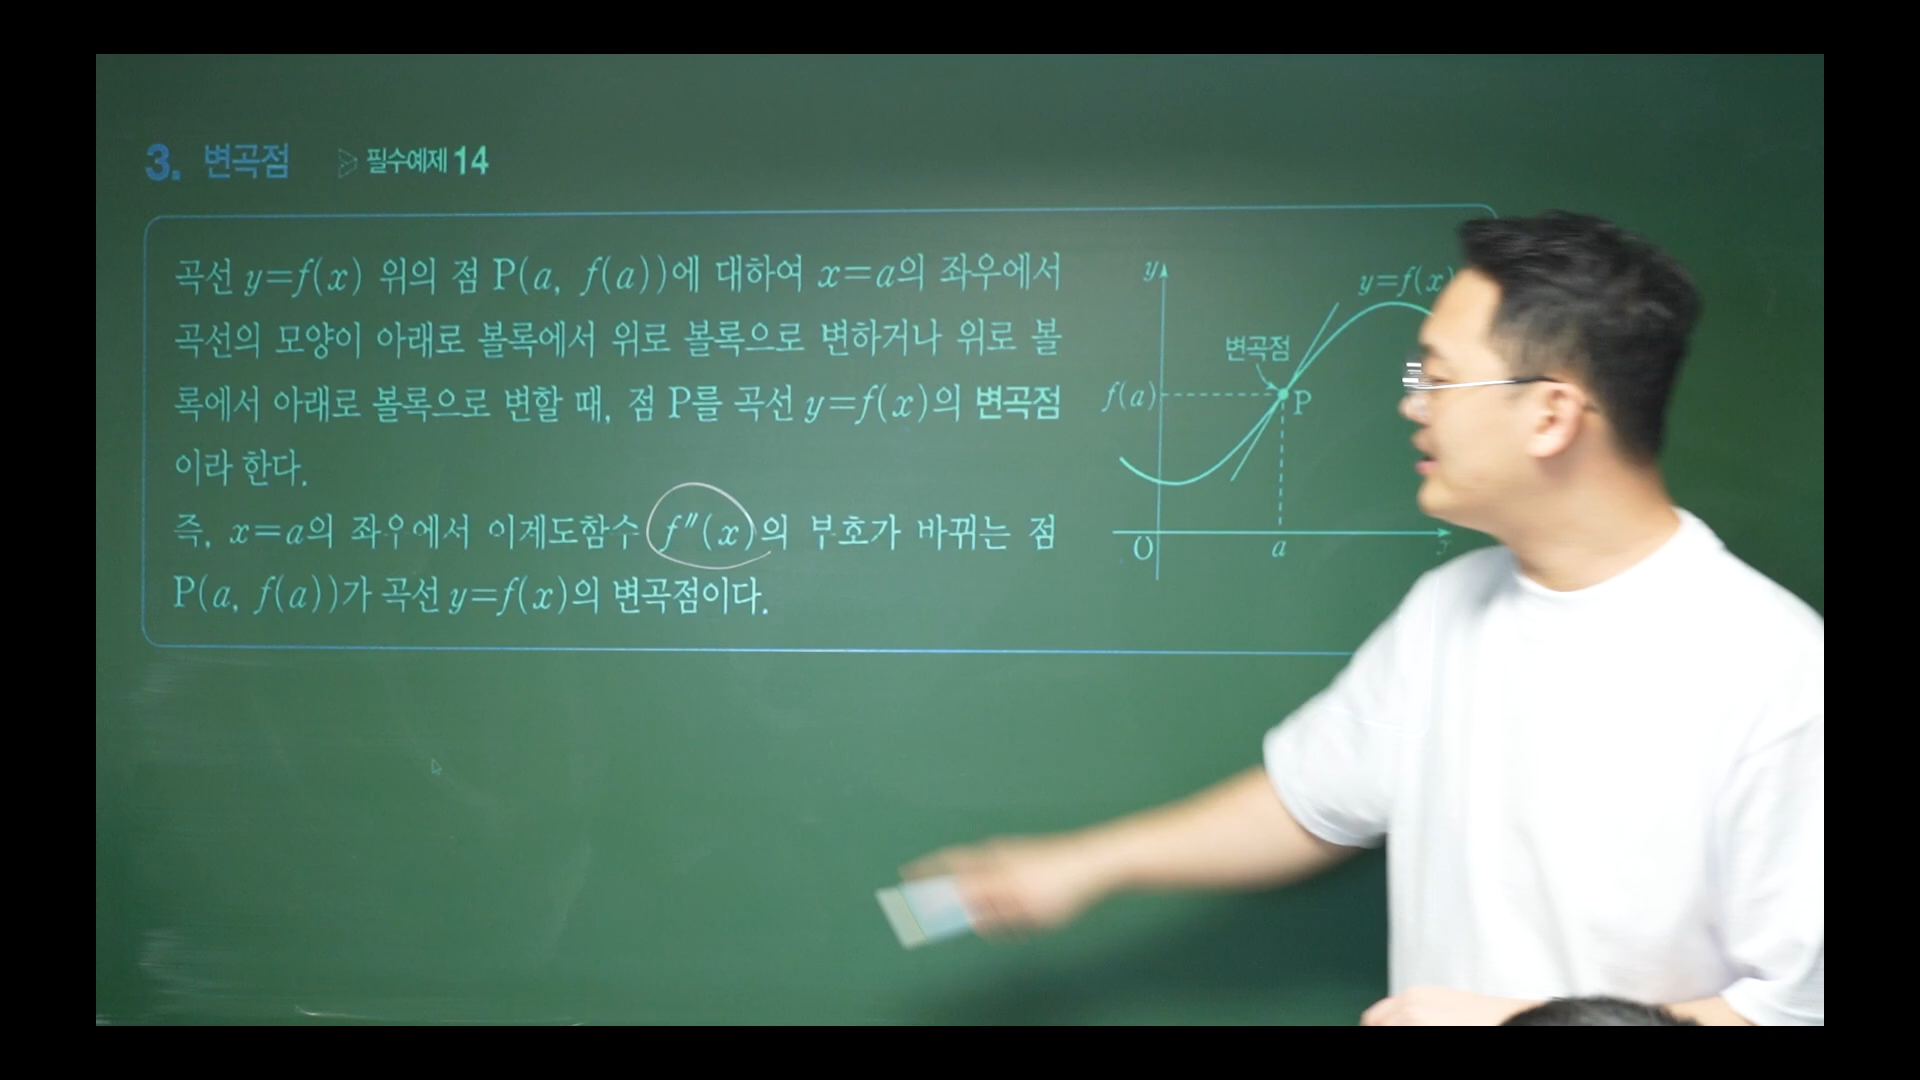 3. 변곡점 ▷ 필수예제 14
곡선 y=f(x) 위의 점 P(a, f(a))에 대하여 x=a의 좌우에서
곡선의 모양이 아래로 볼록에서 위로 볼록으로 변하거나 위로 볼
록에서 아래로 볼록으로 변할 때, 점 P를 곡선 y=f(x)의 변곡점
이라 한다.
즉, x=a의 좌우에서 이계도함수 f″(x)의 부호가 바뀌는 점
P(a, f(a))가 곡선 y=f(x)의 변곡점이다.
y
y=f(x)
변곡점
f(a)
P
O
a
x